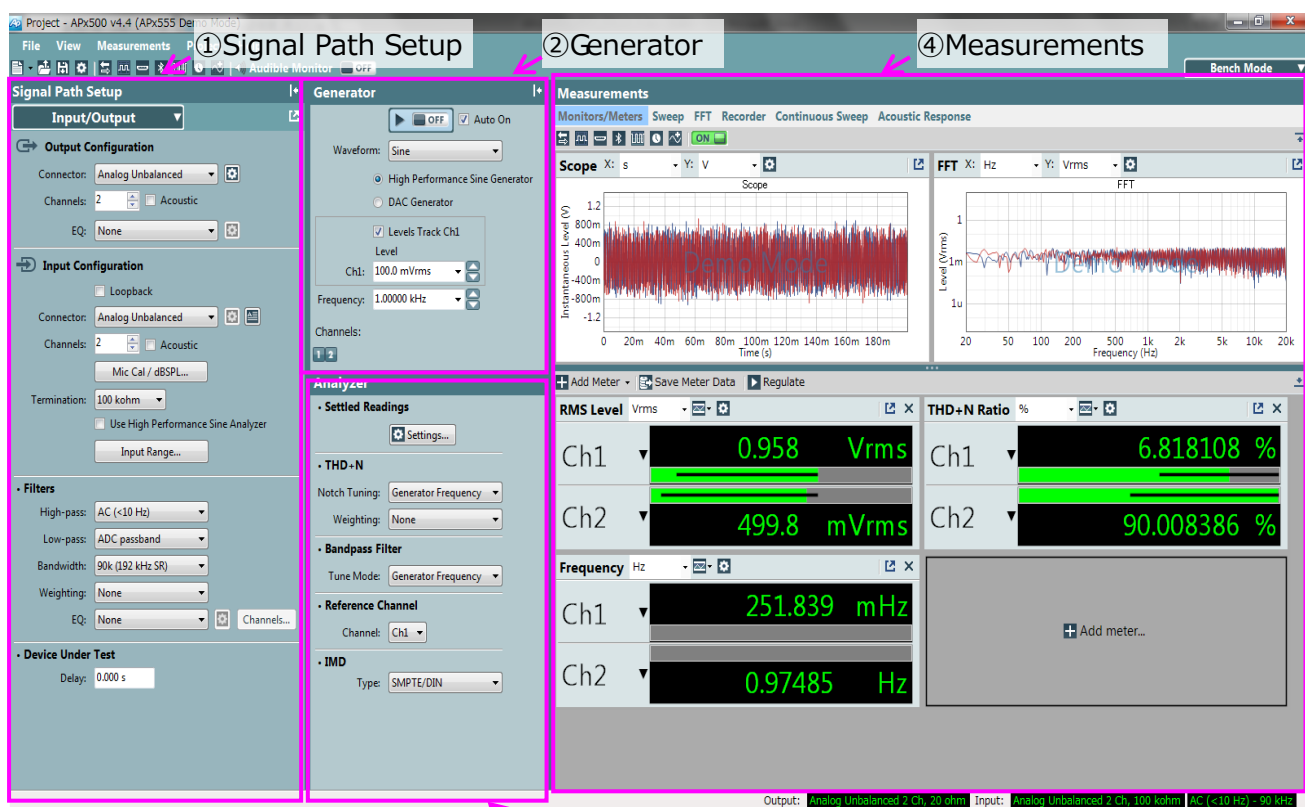 Project - APx500 v4.4 (APx555 Demo Mode)
①Signal Path Setup
②Generator
④Measurements
File View Measurements
Audible Monitor OFF
Bench Mode
Signal Path Setup
Input/Output
Output Configuration
Connector: Analog Unbalanced
Channels: 2 Acoustic
EQ: None
Input Configuration
Loopback
Connector: Analog Unbalanced
Channels: 2 Acoustic
Mic Cal / dBSPL...
Termination: 100 kohm
Use High Performance Sine Analyzer
Input Range...
Filters
High-pass: AC (<10 Hz)
Low-pass: ADC passband
Bandwidth: 90k (192 kHz SR)
Weighting: None
EQ: None Channels...
Device Under Test
Delay: 0.000 s
Generator
OFF Auto On
Waveform: Sine
High Performance Sine Generator
DAC Generator
Levels Track Ch1
Level
Ch1: 100.0 mVrms
Frequency: 1.00000 kHz
Channels:
1 2
Analyzer
Settled Readings
Settings...
THD+N
Notch Tuning: Generator Frequency
Weighting: None
Bandpass Filter
Tune Mode: Generator Frequency
Reference Channel
Channel: Ch1
IMD
Type: SMPTE/DIN
Measurements
Monitors/Meters Sweep FFT Recorder Continuous Sweep Acoustic Response
ON
Scope X: s Y: V
Scope
Instantaneous Level (V)
1.2
800m
400m
0
-400m
-800m
-1.2
Demo Mode
0 20m 40m 60m 80m 100m 120m 140m 160m 180m
Time (s)
FFT X: Hz Y: Vrms
FFT
Level (Vrms)
1
1m
1u
Demo Mode
20 50 100 200 500 1k 2k 5k 10k 20k
Frequency (Hz)
Add Meter Save Meter Data Regulate
RMS Level Vrms
Ch1 0.958 Vrms
Ch2 499.8 mVrms
THD+N Ratio %
Ch1 6.818108 %
Ch2 90.008386 %
Frequency Hz
Ch1 251.839 mHz
Ch2 0.97485 Hz
Add meter...
Output: Analog Unbalanced 2 Ch, 20 ohm Input: Analog Unbalanced 2 Ch, 100 kohm AC (<10 Hz) - 90 kHz